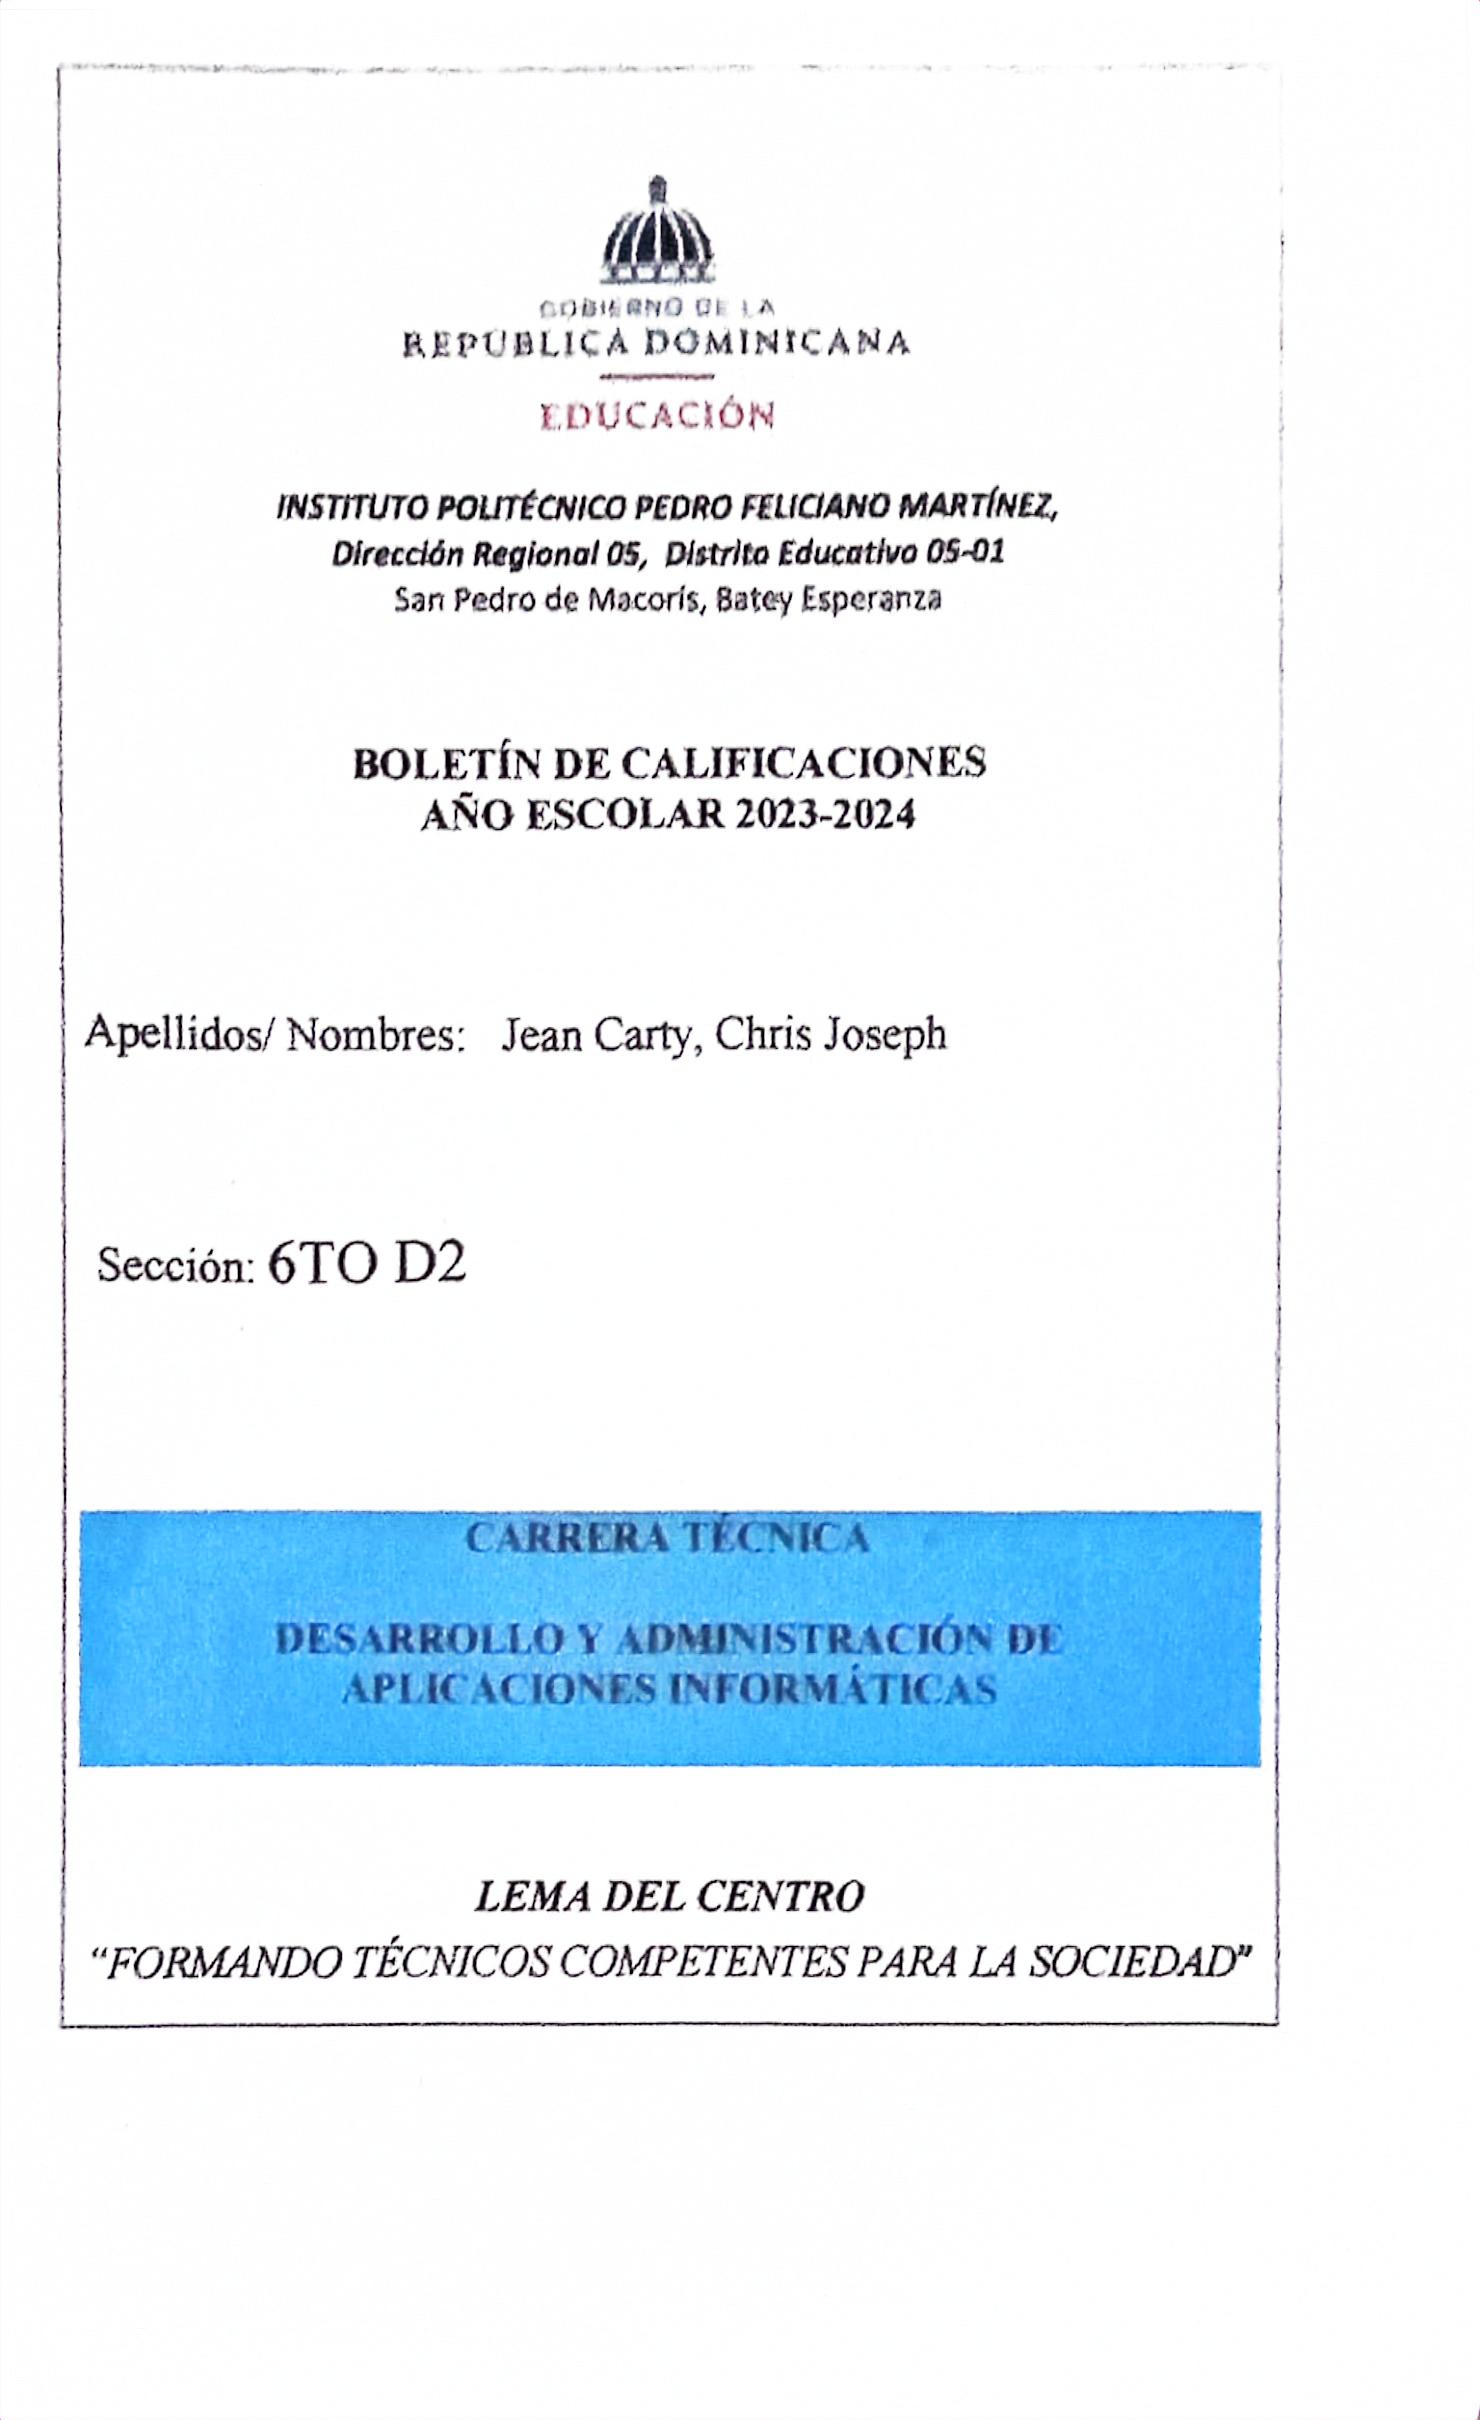 GOBIERNO DE LA
REPÚBLICA DOMINICANA
EDUCACIÓN
INSTITUTO POLITÉCNICO PEDRO FELICIANO MARTÍNEZ,
Dirección Regional 05, Distrito Educativo 05-01
San Pedro de Macorís, Batey Esperanza
BOLETÍN DE CALIFICACIONES
AÑO ESCOLAR 2023-2024
Apellidos/ Nombres: Jean Carty, Chris Joseph
Sección: 6TO D2
CARRERA TÉCNICA
DESARROLLO Y ADMINISTRACIÓN DE
APLICACIONES INFORMÁTICAS
LEMA DEL CENTRO
“FORMANDO TÉCNICOS COMPETENTES PARA LA SOCIEDAD”